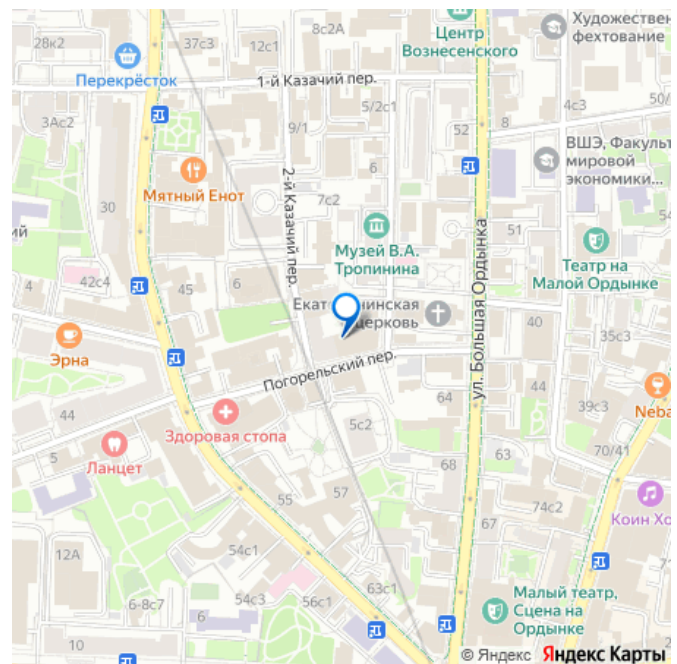 28к2
37с3
12с1
8с2А
Центр
Вознесенского
Художествен
фехтование
Перекрёсток
1-й Казачий пер.
5/2с1
4с3
50/
3Ас2
9/1
52
8
ВШЭ, Факульт
мировой
экономики...
6
2-й Казачий пер.
Мятный Енот
7с2
30
Музей В.А.
Тропинина
51
ий
ул. Большая Ордынка
Театр на
Малой Ордынке
42с4
45
6
Екат
нинская
церковь
40
35с3
Эрна
Погорельский пер.
64
39с3
Neba
44
Здоровая стопа
5с2
5
Ланцет
68
63
70/41
55
57
74с2
Коин Хо
67
12А
54с1
6-8с7
6
54с3
56с1
63с1
Малый театр,
Сцена на
Ордынке
10
© Яндекс Яндекс Карты